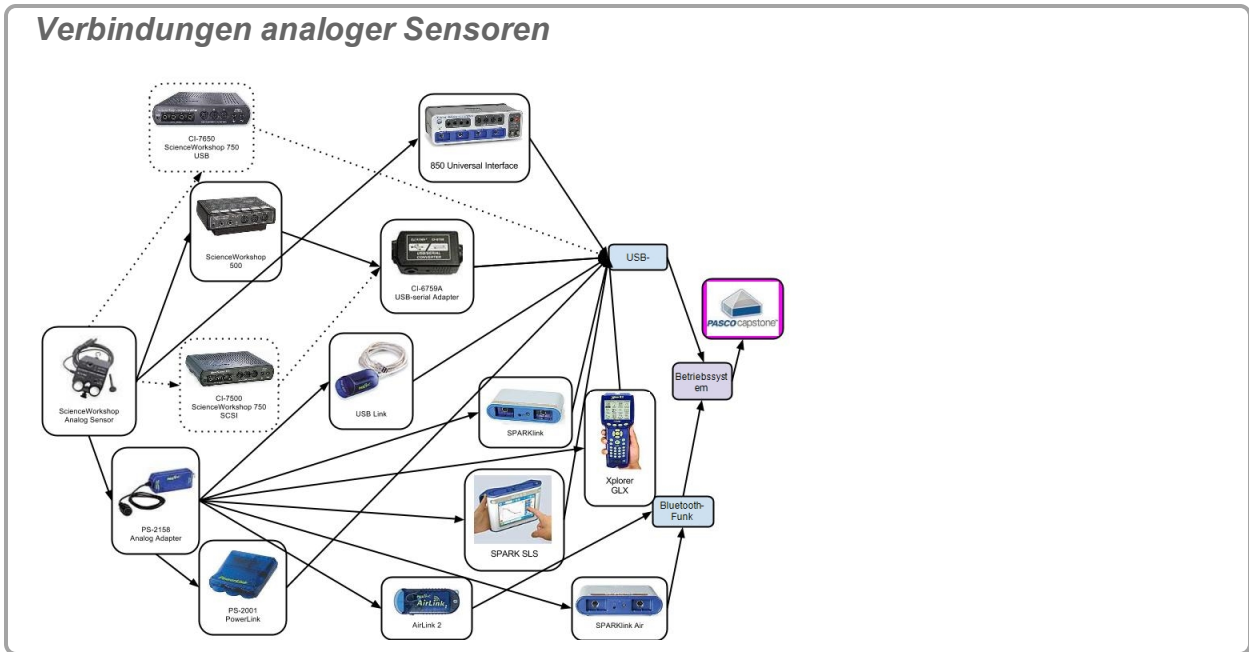 Verbindungen analoger Sensoren
CI-7650
ScienceWorkshop 750
USB
850 Universal Interface
ScienceWorkshop
500
CI-6759A
USB-serial Adapter
USB-
PASCO capstone
ScienceWorkshop
Analog Sensor
CI-7500
ScienceWorkshop 750
SCSI
USB Link
SPARKlink
Betriebssyst
em
Xplorer
GLX
PS-2158
Analog Adapter
SPARK SLS
Bluetooth-
Funk
PS-2001
PowerLink
AirLink
AirLink 2
SPARKlink Air